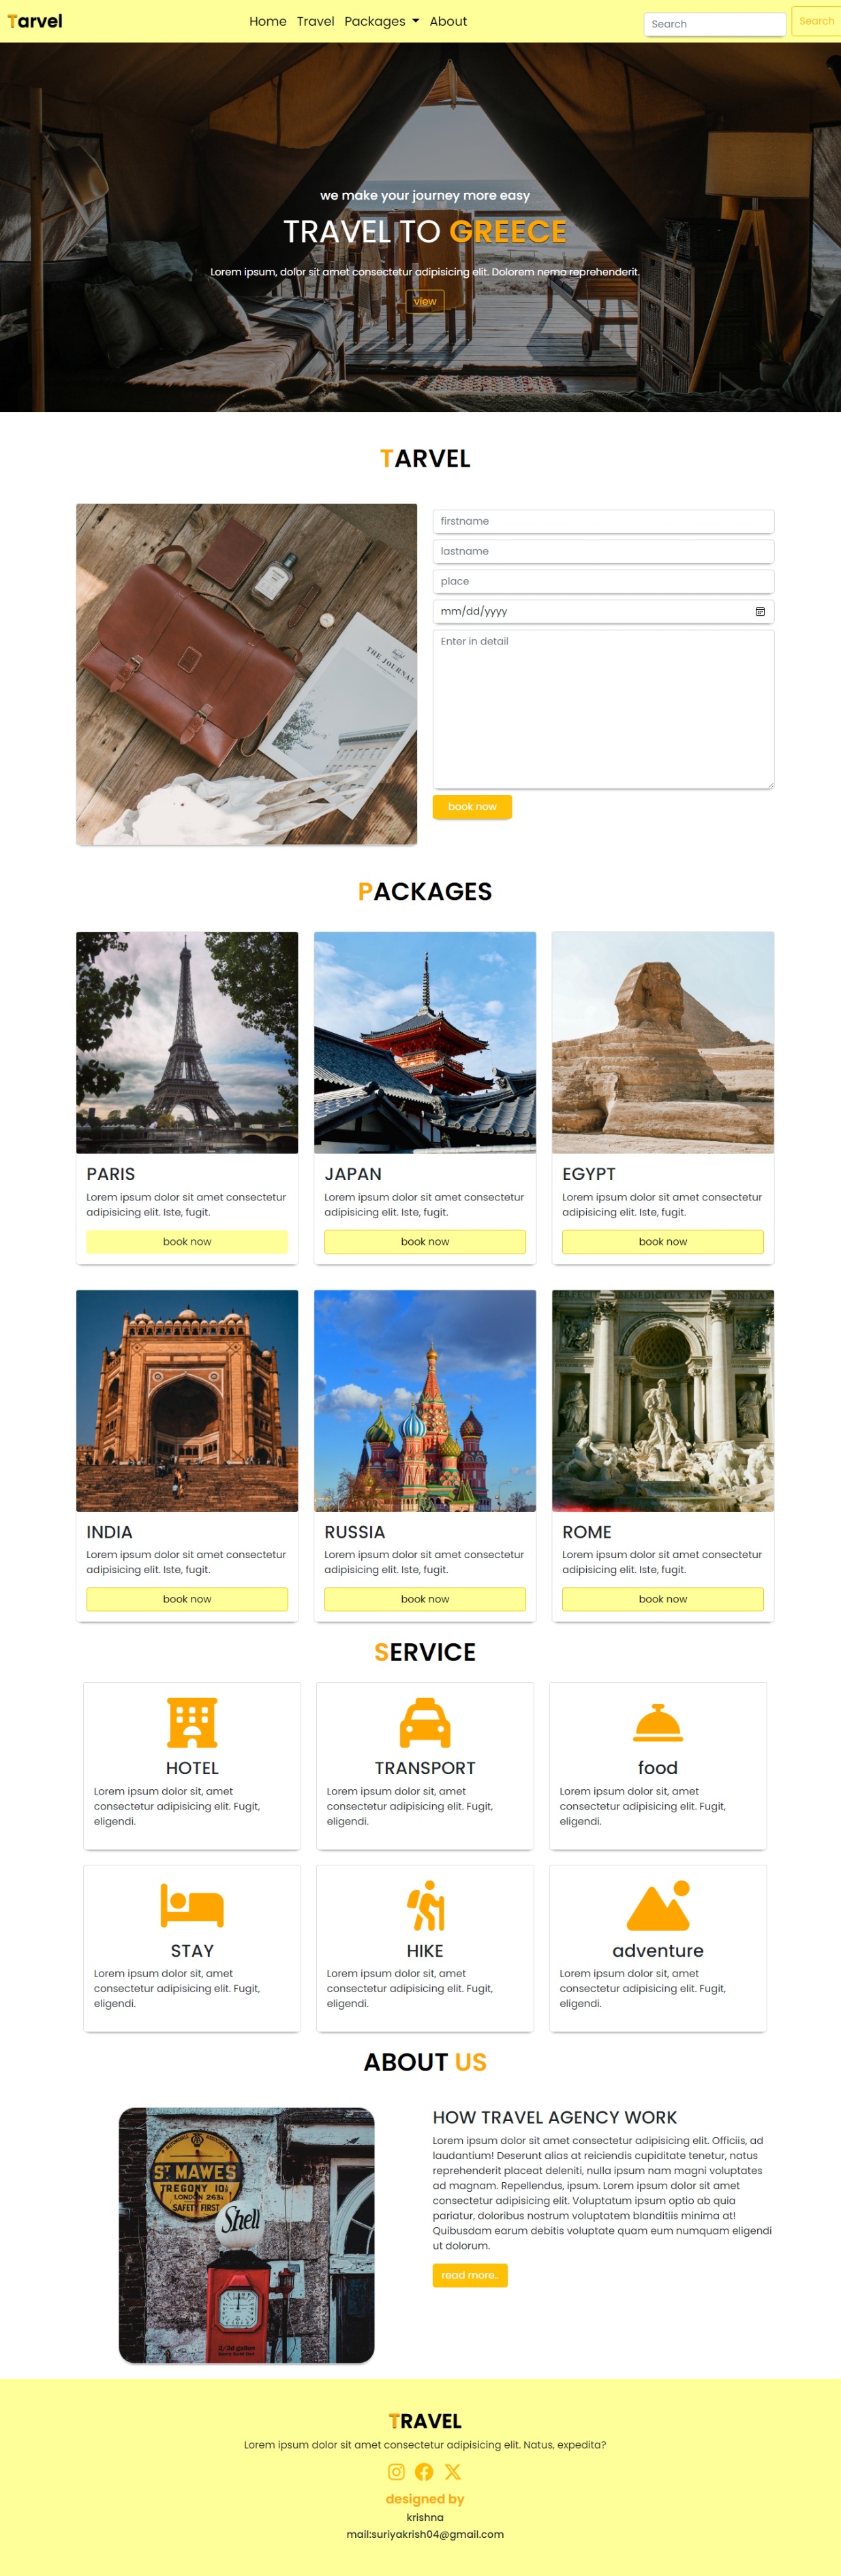 Tarvel
Home Travel Packages About
Search
Search
we make your journey more easy
TRAVEL TO GREECE
Lorem ipsum, dolor sit amet consectetur adipisicing elit. Dolorem nemo reprehenderit.
view
TARVEL
THE JOURNAL
firstname
lastname
place
mm/dd/yyyy
Enter in detail
book now
PACKAGES
PARIS
Lorem ipsum dolor sit amet consectetur
adipisicing elit. Iste, fugit.
book now
JAPAN
Lorem ipsum dolor sit amet consectetur
adipisicing elit. Iste, fugit.
book now
EGYPT
Lorem ipsum dolor sit amet consectetur
adipisicing elit. Iste, fugit.
book now
INDIA
Lorem ipsum dolor sit amet consectetur
adipisicing elit. Iste, fugit.
book now
RUSSIA
Lorem ipsum dolor sit amet consectetur
adipisicing elit. Iste, fugit.
book now
ROME
Lorem ipsum dolor sit amet consectetur
adipisicing elit. Iste, fugit.
book now
SERVICE
HOTEL
Lorem ipsum dolor sit, amet
consectetur adipisicing elit. Fugit,
eligendi.
TRANSPORT
Lorem ipsum dolor sit, amet
consectetur adipisicing elit. Fugit,
eligendi.
food
Lorem ipsum dolor sit, amet
consectetur adipisicing elit. Fugit,
eligendi.
STAY
Lorem ipsum dolor sit, amet
consectetur adipisicing elit. Fugit,
eligendi.
HIKE
Lorem ipsum dolor sit, amet
consectetur adipisicing elit. Fugit,
eligendi.
adventure
Lorem ipsum dolor sit, amet
consectetur adipisicing elit. Fugit,
eligendi.
ABOUT US
ST MAWES
TREGONY 10½
LONDON 263¼
SAFETY FIRST
Shell
HOW TRAVEL AGENCY WORK
Lorem ipsum dolor sit amet consectetur adipisicing elit. Officiis, ad
laudantium! Deserunt alias at reiciendis cupiditate tenetur, natus
reprehenderit placeat deleniti, nulla ipsum nam magni voluptates
ad magnam. Repellendus, ipsum. Lorem ipsum dolor sit amet
consectetur adipisicing elit. Voluptatum ipsum optio ab quia
pariatur, doloribus nostrum voluptatem blanditiis minima at!
Quibusdam earum debitis voluptate quam eum numquam eligendi
ut dolorum.
read more..
TRAVEL
Lorem ipsum dolor sit amet consectetur adipisicing elit. Natus, expedita?
designed by
krishna
mail:suriyakrish04@gmail.com